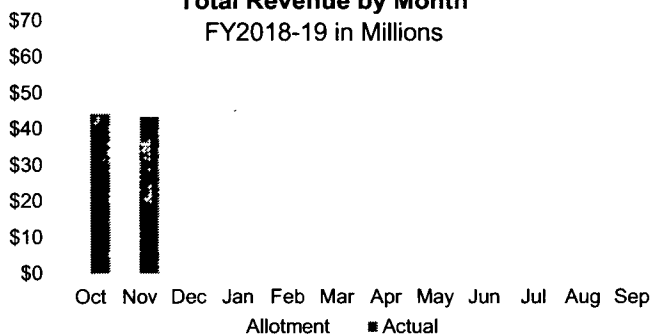 Total Revenue by Month
FY2018-19 in Millions
$70
$60
$50
$40
$30
$20
$10
$0
Oct Nov Dec Jan Feb Mar Apr May Jun Jul Aug Sep
Allotment Actual